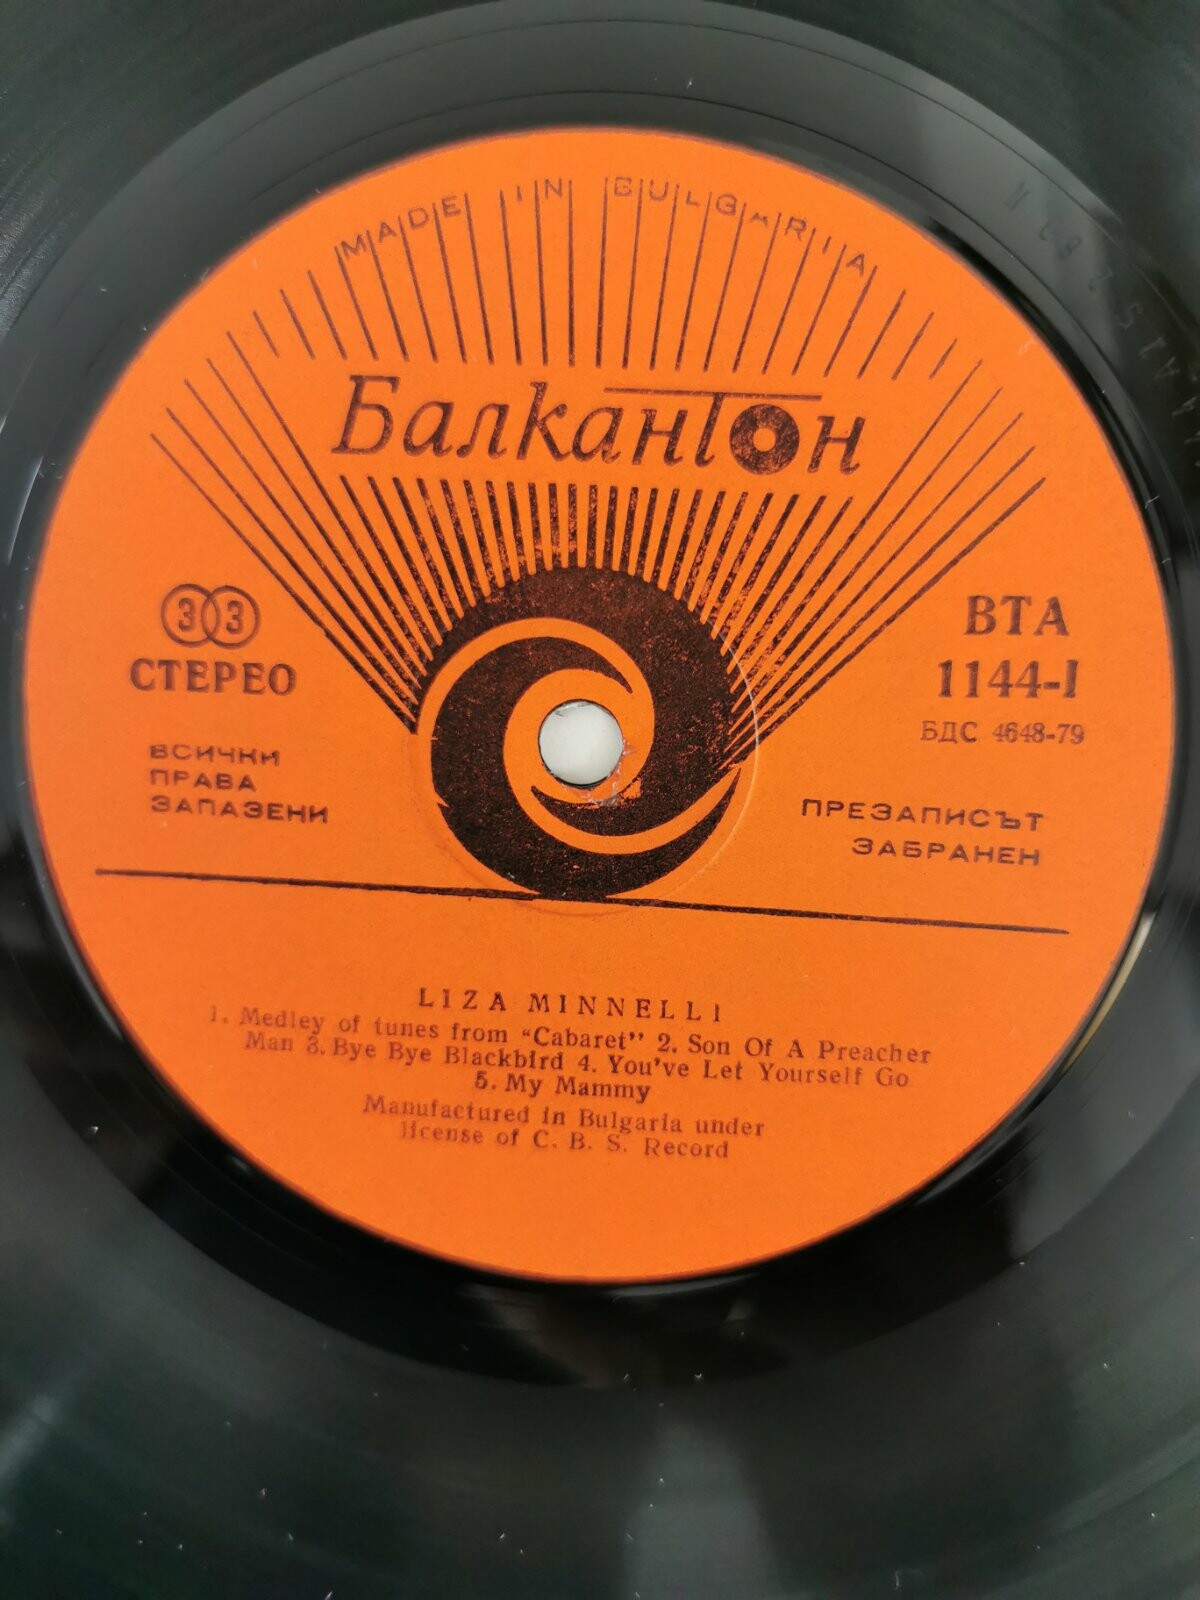 MADE IN BULGARIA
Балкантон
33
СТЕРЕО
ВСИЧКИ
ПРАВА
ЗАПАЗЕНИ
ВТА
1144-I
БДС 4648-79
ПРЕЗАПИСЪТ
ЗАБРАНЕН
LIZA MINNELLI
1. Medley of tunes from "Cabaret" 2. Son Of A Preacher
Man 3. Bye Bye Blackbird 4. You've Let Yourself Go
5. My Mammy
Manufactured in Bulgaria under
license of C. B. S. Record